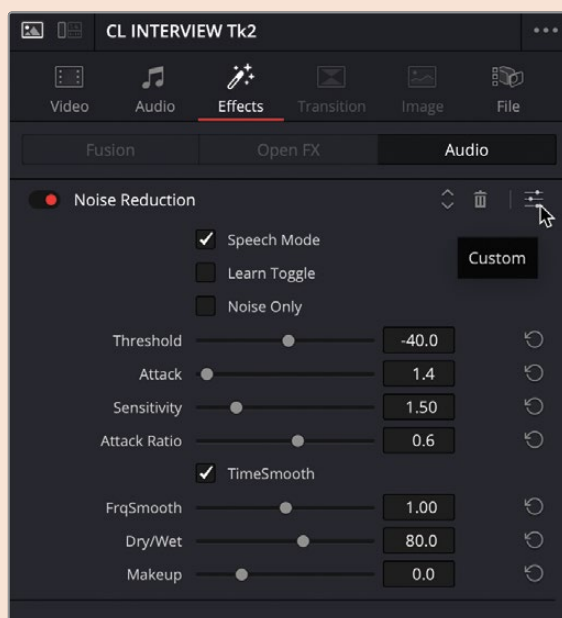 CL INTERVIEW Tk2
Video Audio Effects Transition Image File
Fusion Open FX Audio
Noise Reduction
Speech Mode
Custom
Learn Toggle
Noise Only
Threshold -40.0
Attack 1.4
Sensitivity 1.50
Attack Ratio 0.6
TimeSmooth
FrqSmooth 1.00
Dry/Wet 80.0
Makeup 0.0